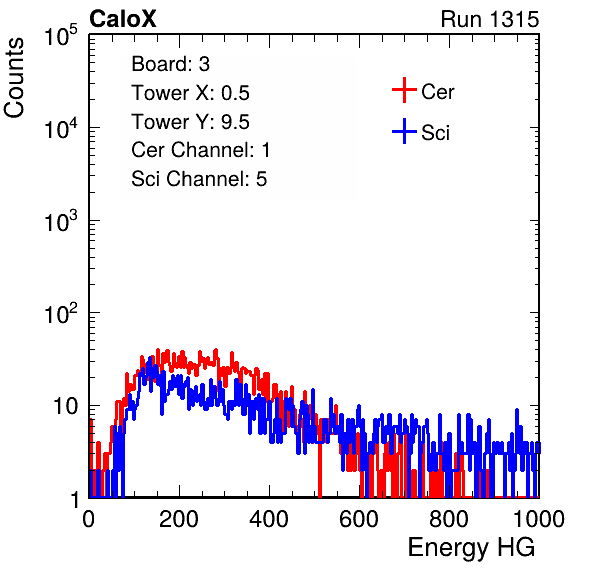 CaloX Run 1315
Counts
10^5
10^4
10^3
10^2
10
1
Board: 3
Tower X: 0.5
Tower Y: 9.5
Cer Channel: 1
Sci Channel: 5
Cer
Sci
0 200 400 600 800 1000
Energy HG